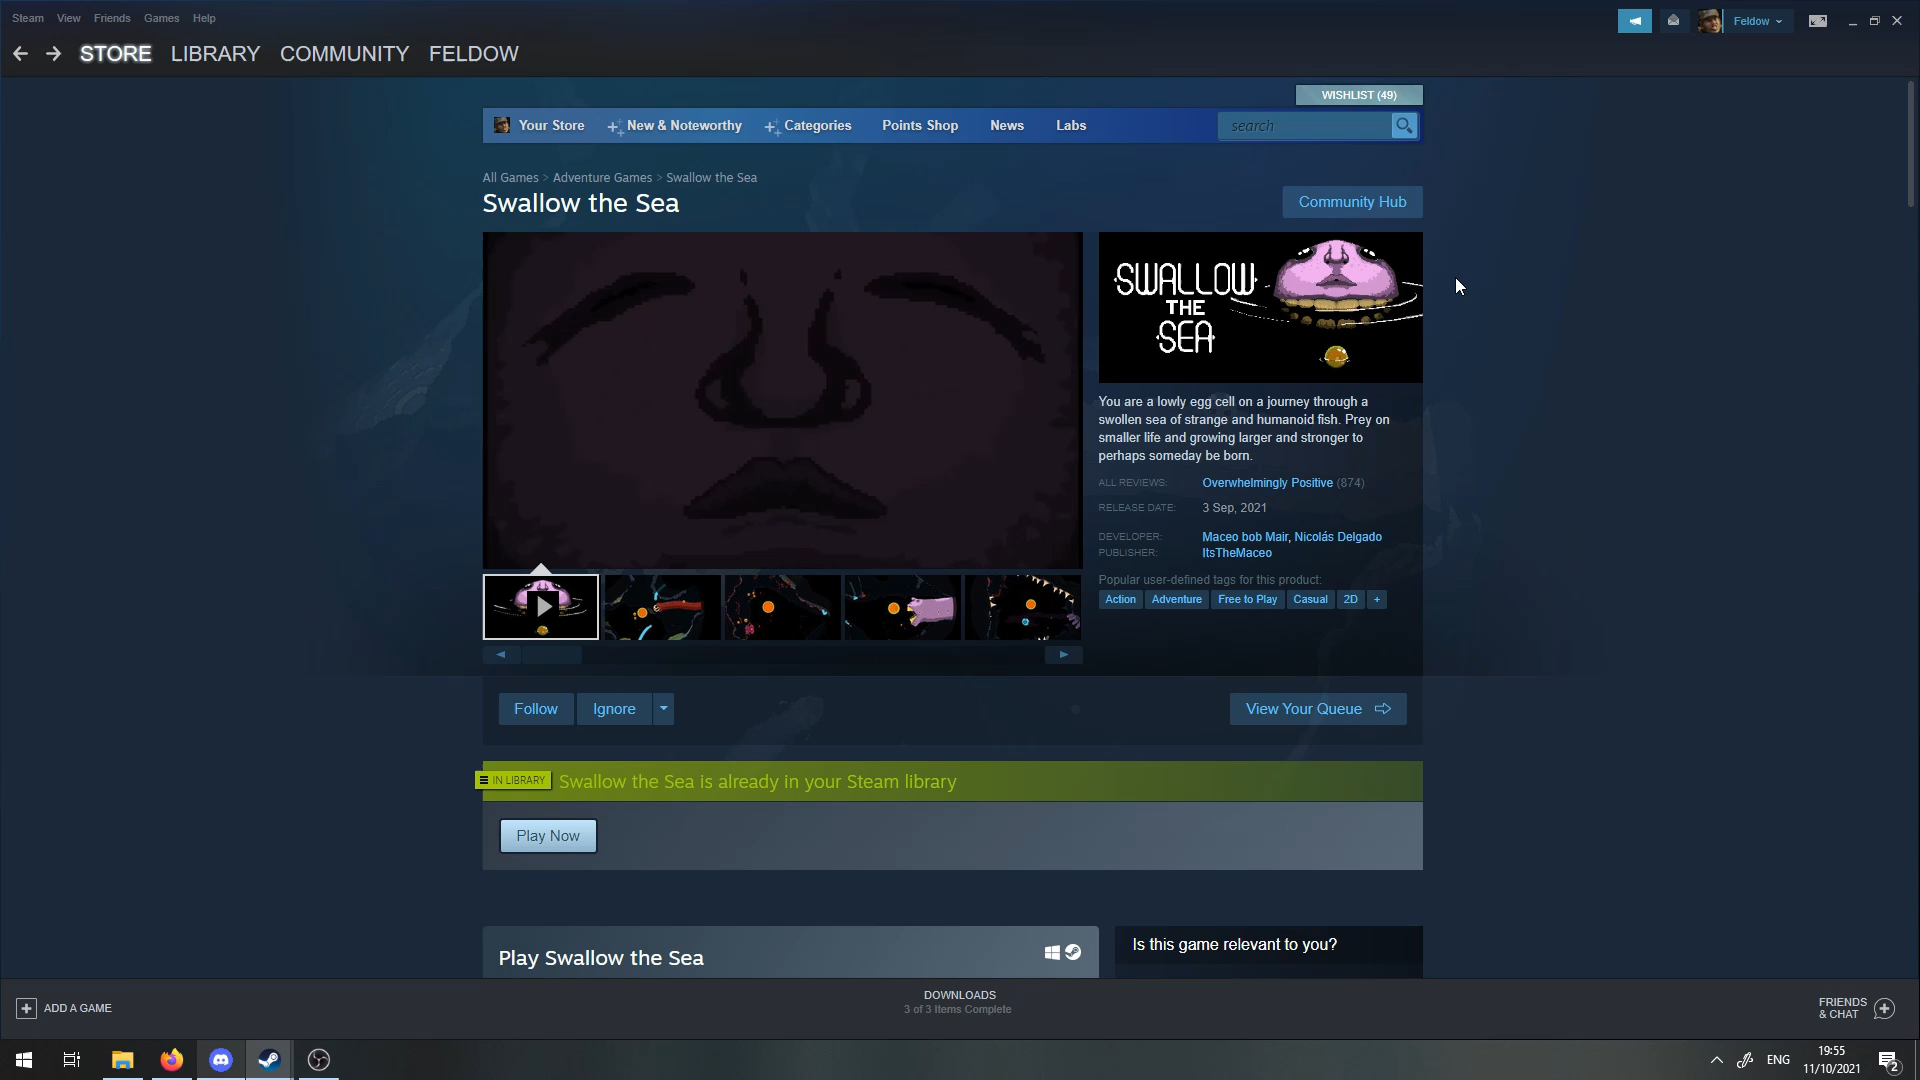 Steam View Friends Games Help
Feldow
STORE LIBRARY COMMUNITY FELDOW
WISHLIST (49)
Your Store New & Noteworthy Categories Points Shop News Labs search
All Games > Adventure Games > Swallow the Sea
Swallow the Sea
Community Hub
SWALLOW
THE
SEA
You are a lowly egg cell on a journey through a
swollen sea of strange and humanoid fish. Prey on
smaller life and growing larger and stronger to
perhaps someday be born.
ALL REVIEWS: Overwhelmingly Positive (874)
RELEASE DATE: 3 Sep, 2021
DEVELOPER: Maceo bob Mair, Nicolás Delgado
PUBLISHER: ItsTheMaceo
Popular user-defined tags for this product:
Action Adventure Free to Play Casual 2D +
Follow Ignore
View Your Queue
IN LIBRARY Swallow the Sea is already in your Steam library
Play Now
Play Swallow the Sea
Is this game relevant to you?
ADD A GAME
DOWNLOADS
3 of 3 Items Complete
FRIENDS
& CHAT
ENG
19:55
11/10/2021
2